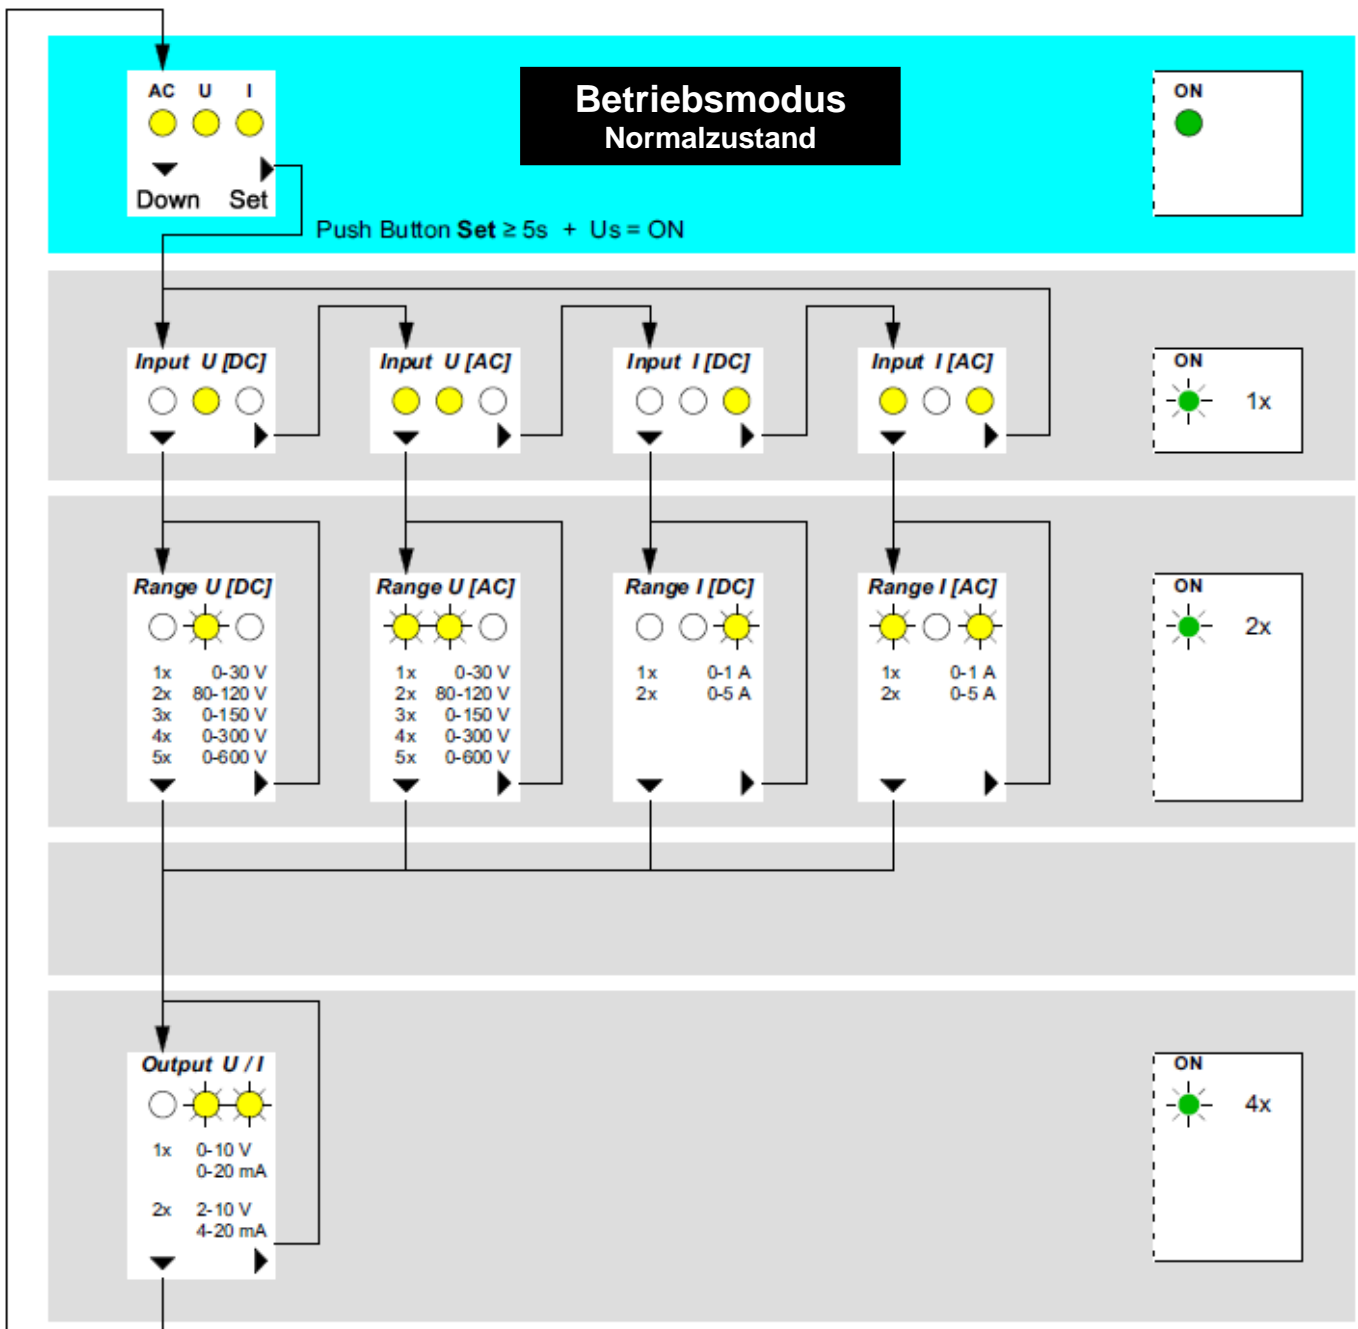 AC U I
Betriebsmodus
Normalzustand
ON
Down Set
Push Button Set ≥ 5s + Us = ON
Input U [DC]
Input U [AC]
Input I [DC]
Input I [AC]
ON
1x
Range U [DC]
1x 0-30 V
2x 80-120 V
3x 0-150 V
4x 0-300 V
5x 0-600 V
Range U [AC]
1x 0-30 V
2x 80-120 V
3x 0-150 V
4x 0-300 V
5x 0-600 V
Range I [DC]
1x 0-1 A
2x 0-5 A
Range I [AC]
1x 0-1 A
2x 0-5 A
ON
2x
Output U / I
1x 0-10 V
0-20 mA
2x 2-10 V
4-20 mA
ON
4x